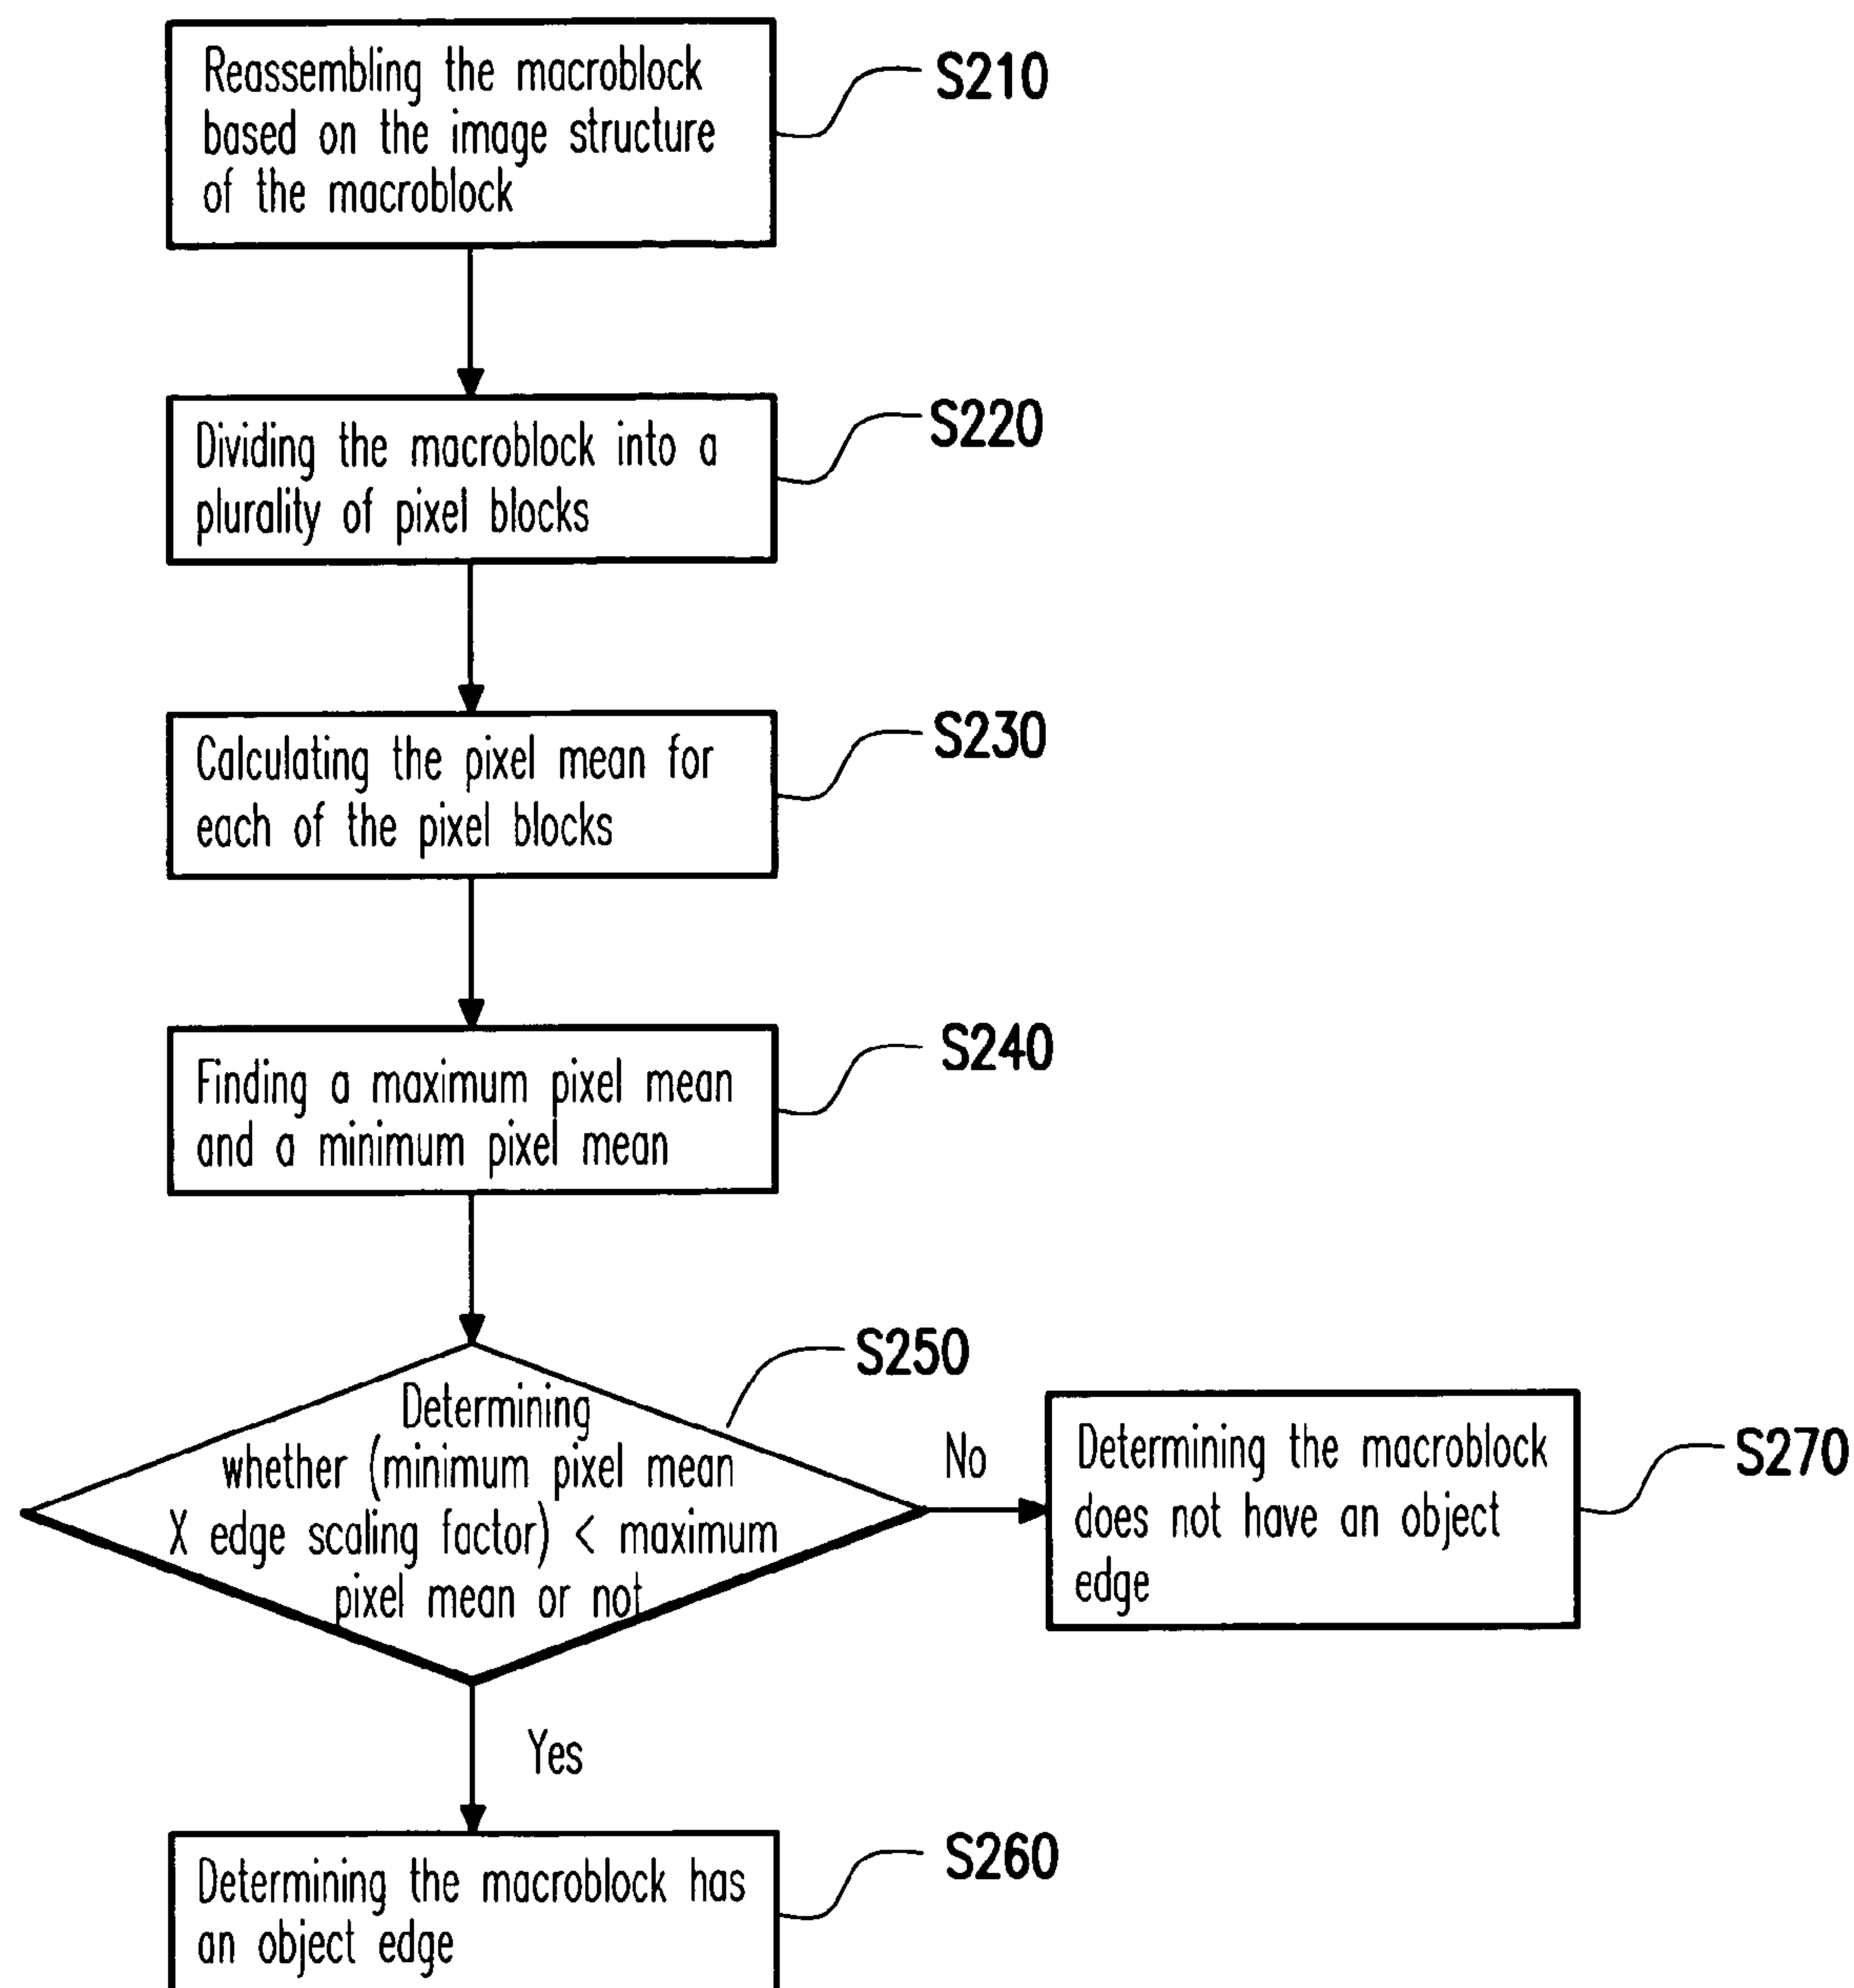 Reassembling the macroblock
based on the image structure
of the macroblock
S210
Dividing the macroblock into a
plurality of pixel blocks
S220
Calculating the pixel mean for
each of the pixel blocks
S230
Finding a maximum pixel mean
and a minimum pixel mean
S240
Determining
whether (minimum pixel mean
X edge scaling factor) < maximum
pixel mean or not
S250
No
Determining the macroblock
does not have an object
edge
S270
Yes
Determining the macroblock has
an object edge
S260